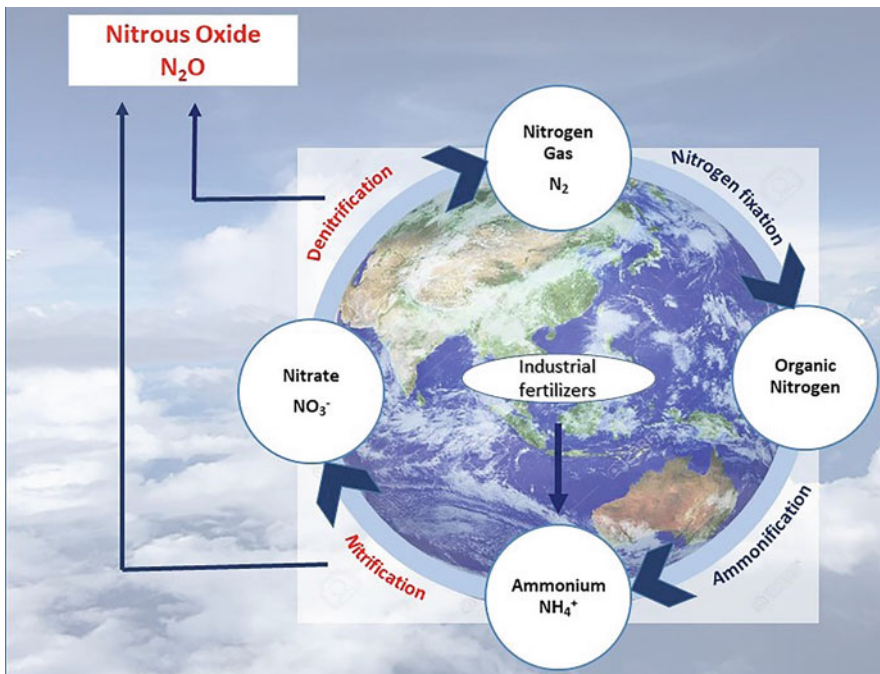 Nitrous Oxide
N₂O
Nitrogen
Gas
N₂
Denitrification
Nitrogen fixation
Nitrate
NO₃⁻
Industrial
fertilizers
Organic
Nitrogen
Nitrification
Ammonification
Ammonium
NH₄⁺